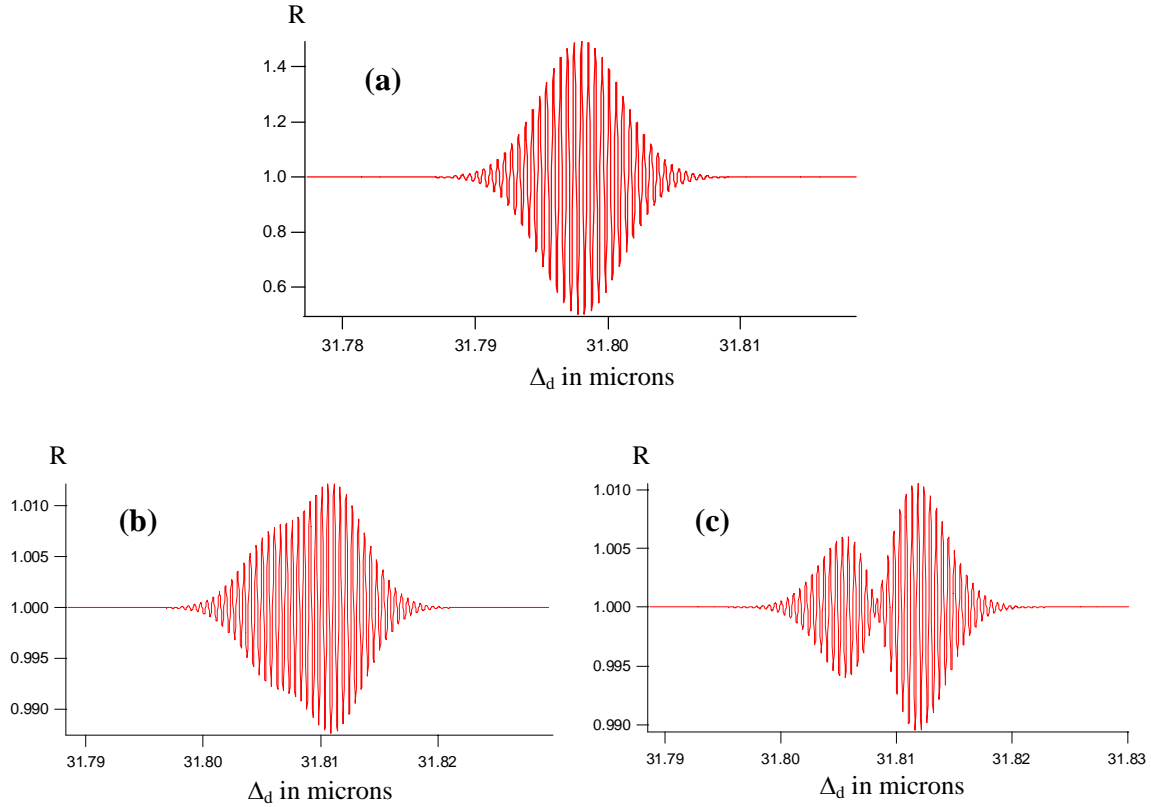 R
(a)
1.4
1.2
1.0
0.8
0.6
31.78 31.79 31.80 31.81
Δd in microns
R
(b)
1.010
1.005
1.000
0.995
0.990
31.79 31.80 31.81 31.82
Δd in microns
R
(c)
1.010
1.005
1.000
0.995
0.990
31.79 31.80 31.81 31.82 31.83
Δd in microns